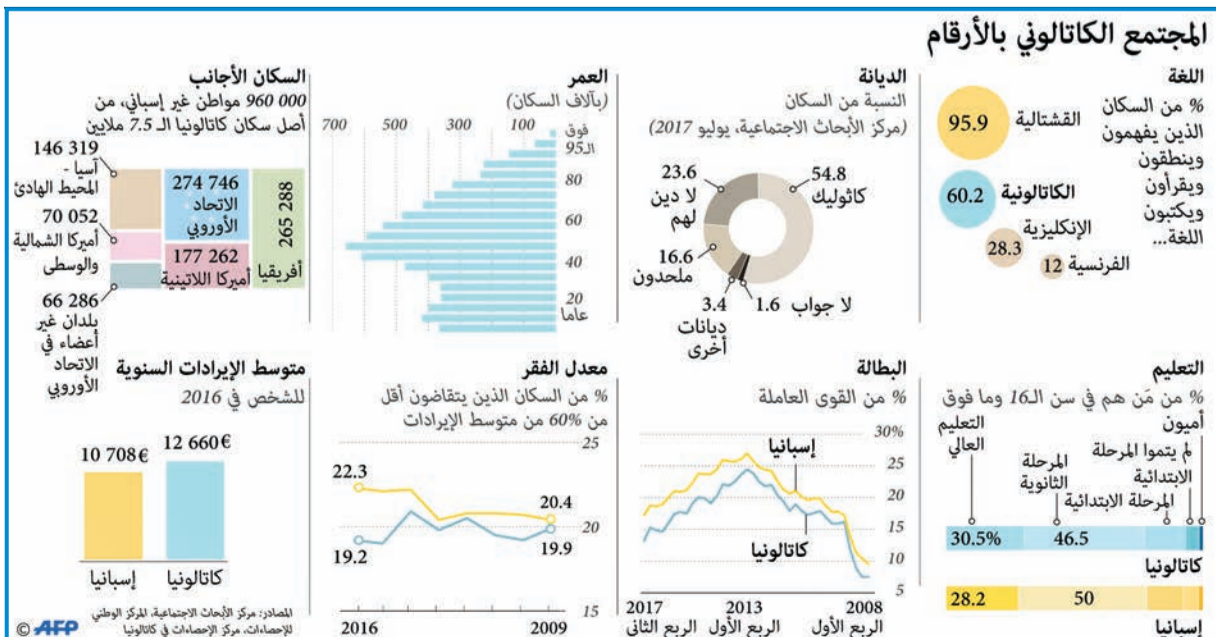 المجتمع الكاتالوني بالأرقام
اللغة
% من السكان
الذين يفهمون
وينطقون
ويقرأون
ويكتبون
اللغة...
القشتالية
95.9
الكاتالونية
60.2
الإنكليزية
28.3
الفرنسية
12
الديانة
النسبة من السكان
(مركز الأبحاث الاجتماعية، يوليو 2017)
54.8
كاثوليك
23.6
لا دين
لهم
16.6
ملحدون
3.4
ديانات
أخرى
1.6
لا جواب
العمر
(بآلاف السكان)
700
500
300
100
فوق
الـ95
80
60
40
20
عاما
السكان الأجانب
960 000 مواطن غير إسباني، من
أصل سكان كاتالونيا الـ 7.5 ملايين
265 288
أفريقيا
274 746
الاتحاد
الأوروبي
177 262
أميركا اللاتينية
146 319
آسيا -
المحيط الهادئ
70 052
أميركا الشمالية
والوسطى
66 286
بلدان غير
أعضاء في
الاتحاد
الأوروبي
التعليم
% من مَن هم في سن الـ16 وما فوق
أميون
لم يتموا المرحلة
الابتدائية
المرحلة الابتدائية
المرحلة
الثانوية
التعليم
العالي
46.5
30.5%
كاتالونيا
50
28.2
إسبانيا
البطالة
% من القوى العاملة
30%
25
20
15
10
5
إسبانيا
كاتالونيا
2008
الربع الأول
2013
الربع الأول
2017
الربع الثاني
معدل الفقر
% من السكان الذين يتقاضون أقل
من 60% من متوسط الإيرادات
25
20
15
22.3
20.4
19.2
19.9
2009
2016
متوسط الإيرادات السنوية
للشخص في 2016
12 660 €
10 708 €
كاتالونيا
إسبانيا
المصادر: مركز الأبحاث الاجتماعية، المركز الوطني
للإحصاءات، مركز الإحصاءات في كاتالونيا
© AFP